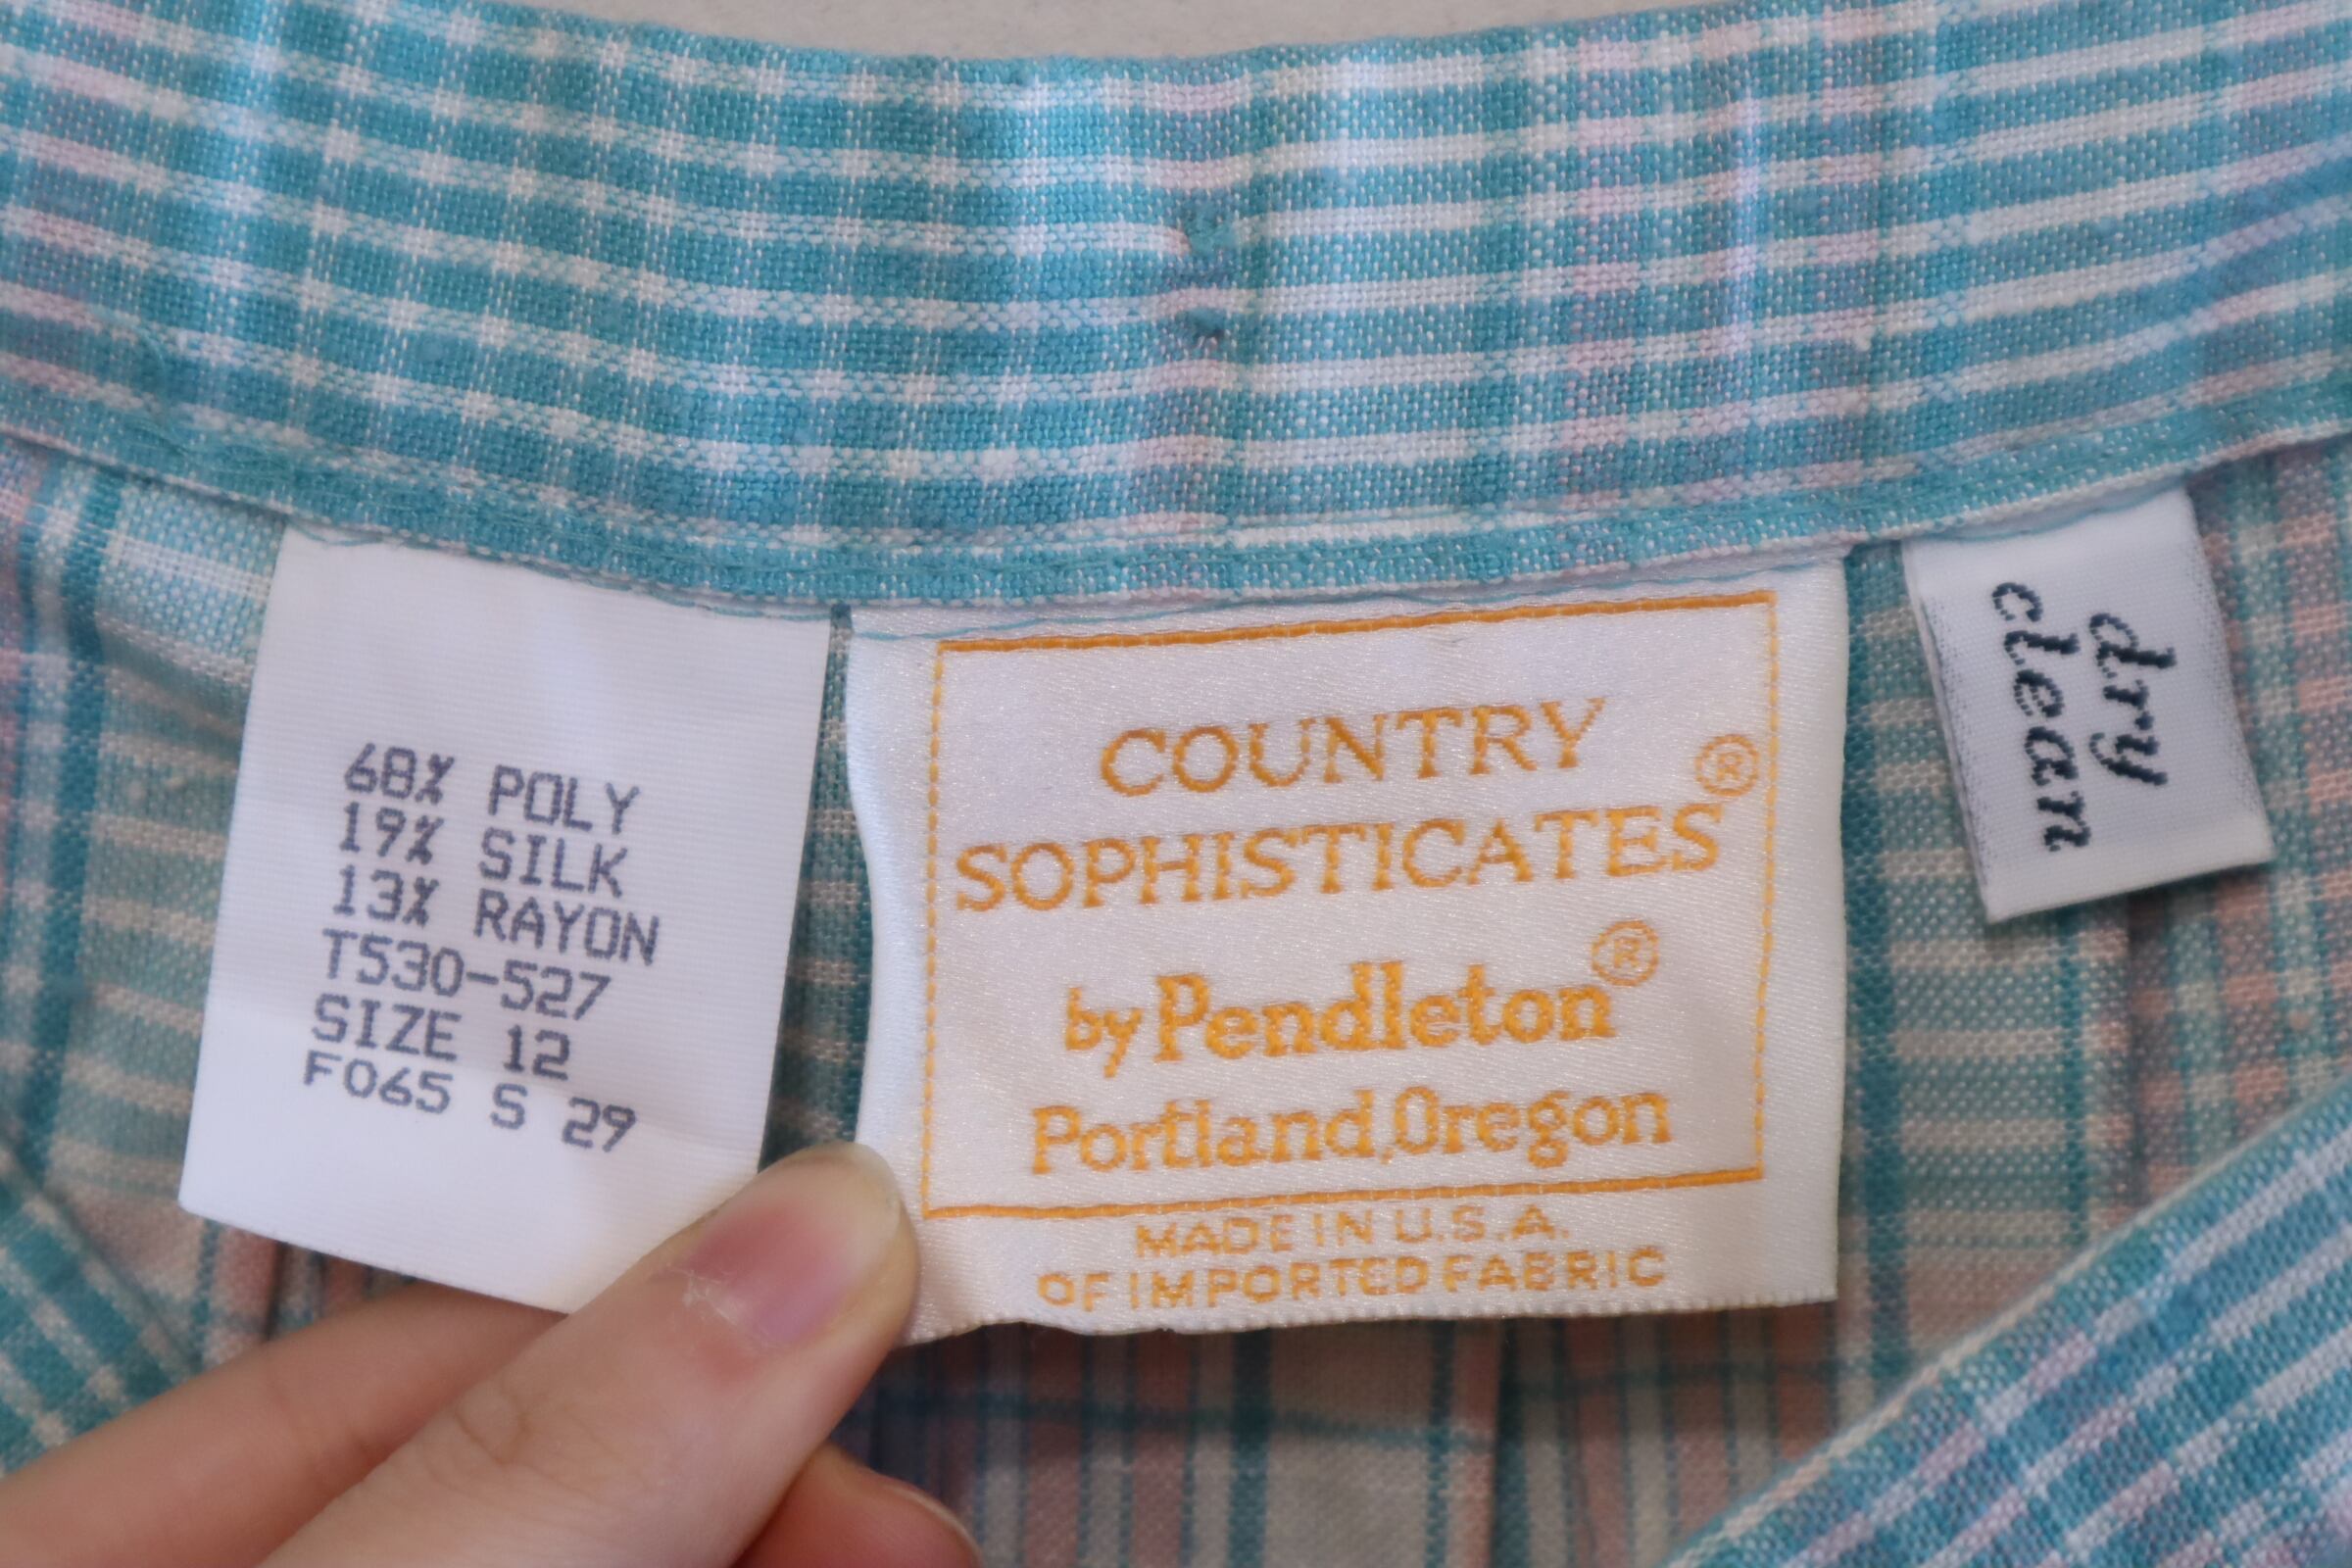 68% POLY
19% SILK
13% RAYON
T530-527
SIZE 12
F065 S 29
COUNTRY
SOPHISTICATES®
by Pendleton®
Portland, Oregon
MADE IN U.S.A.
OF IMPORTED FABRIC
dry
clean